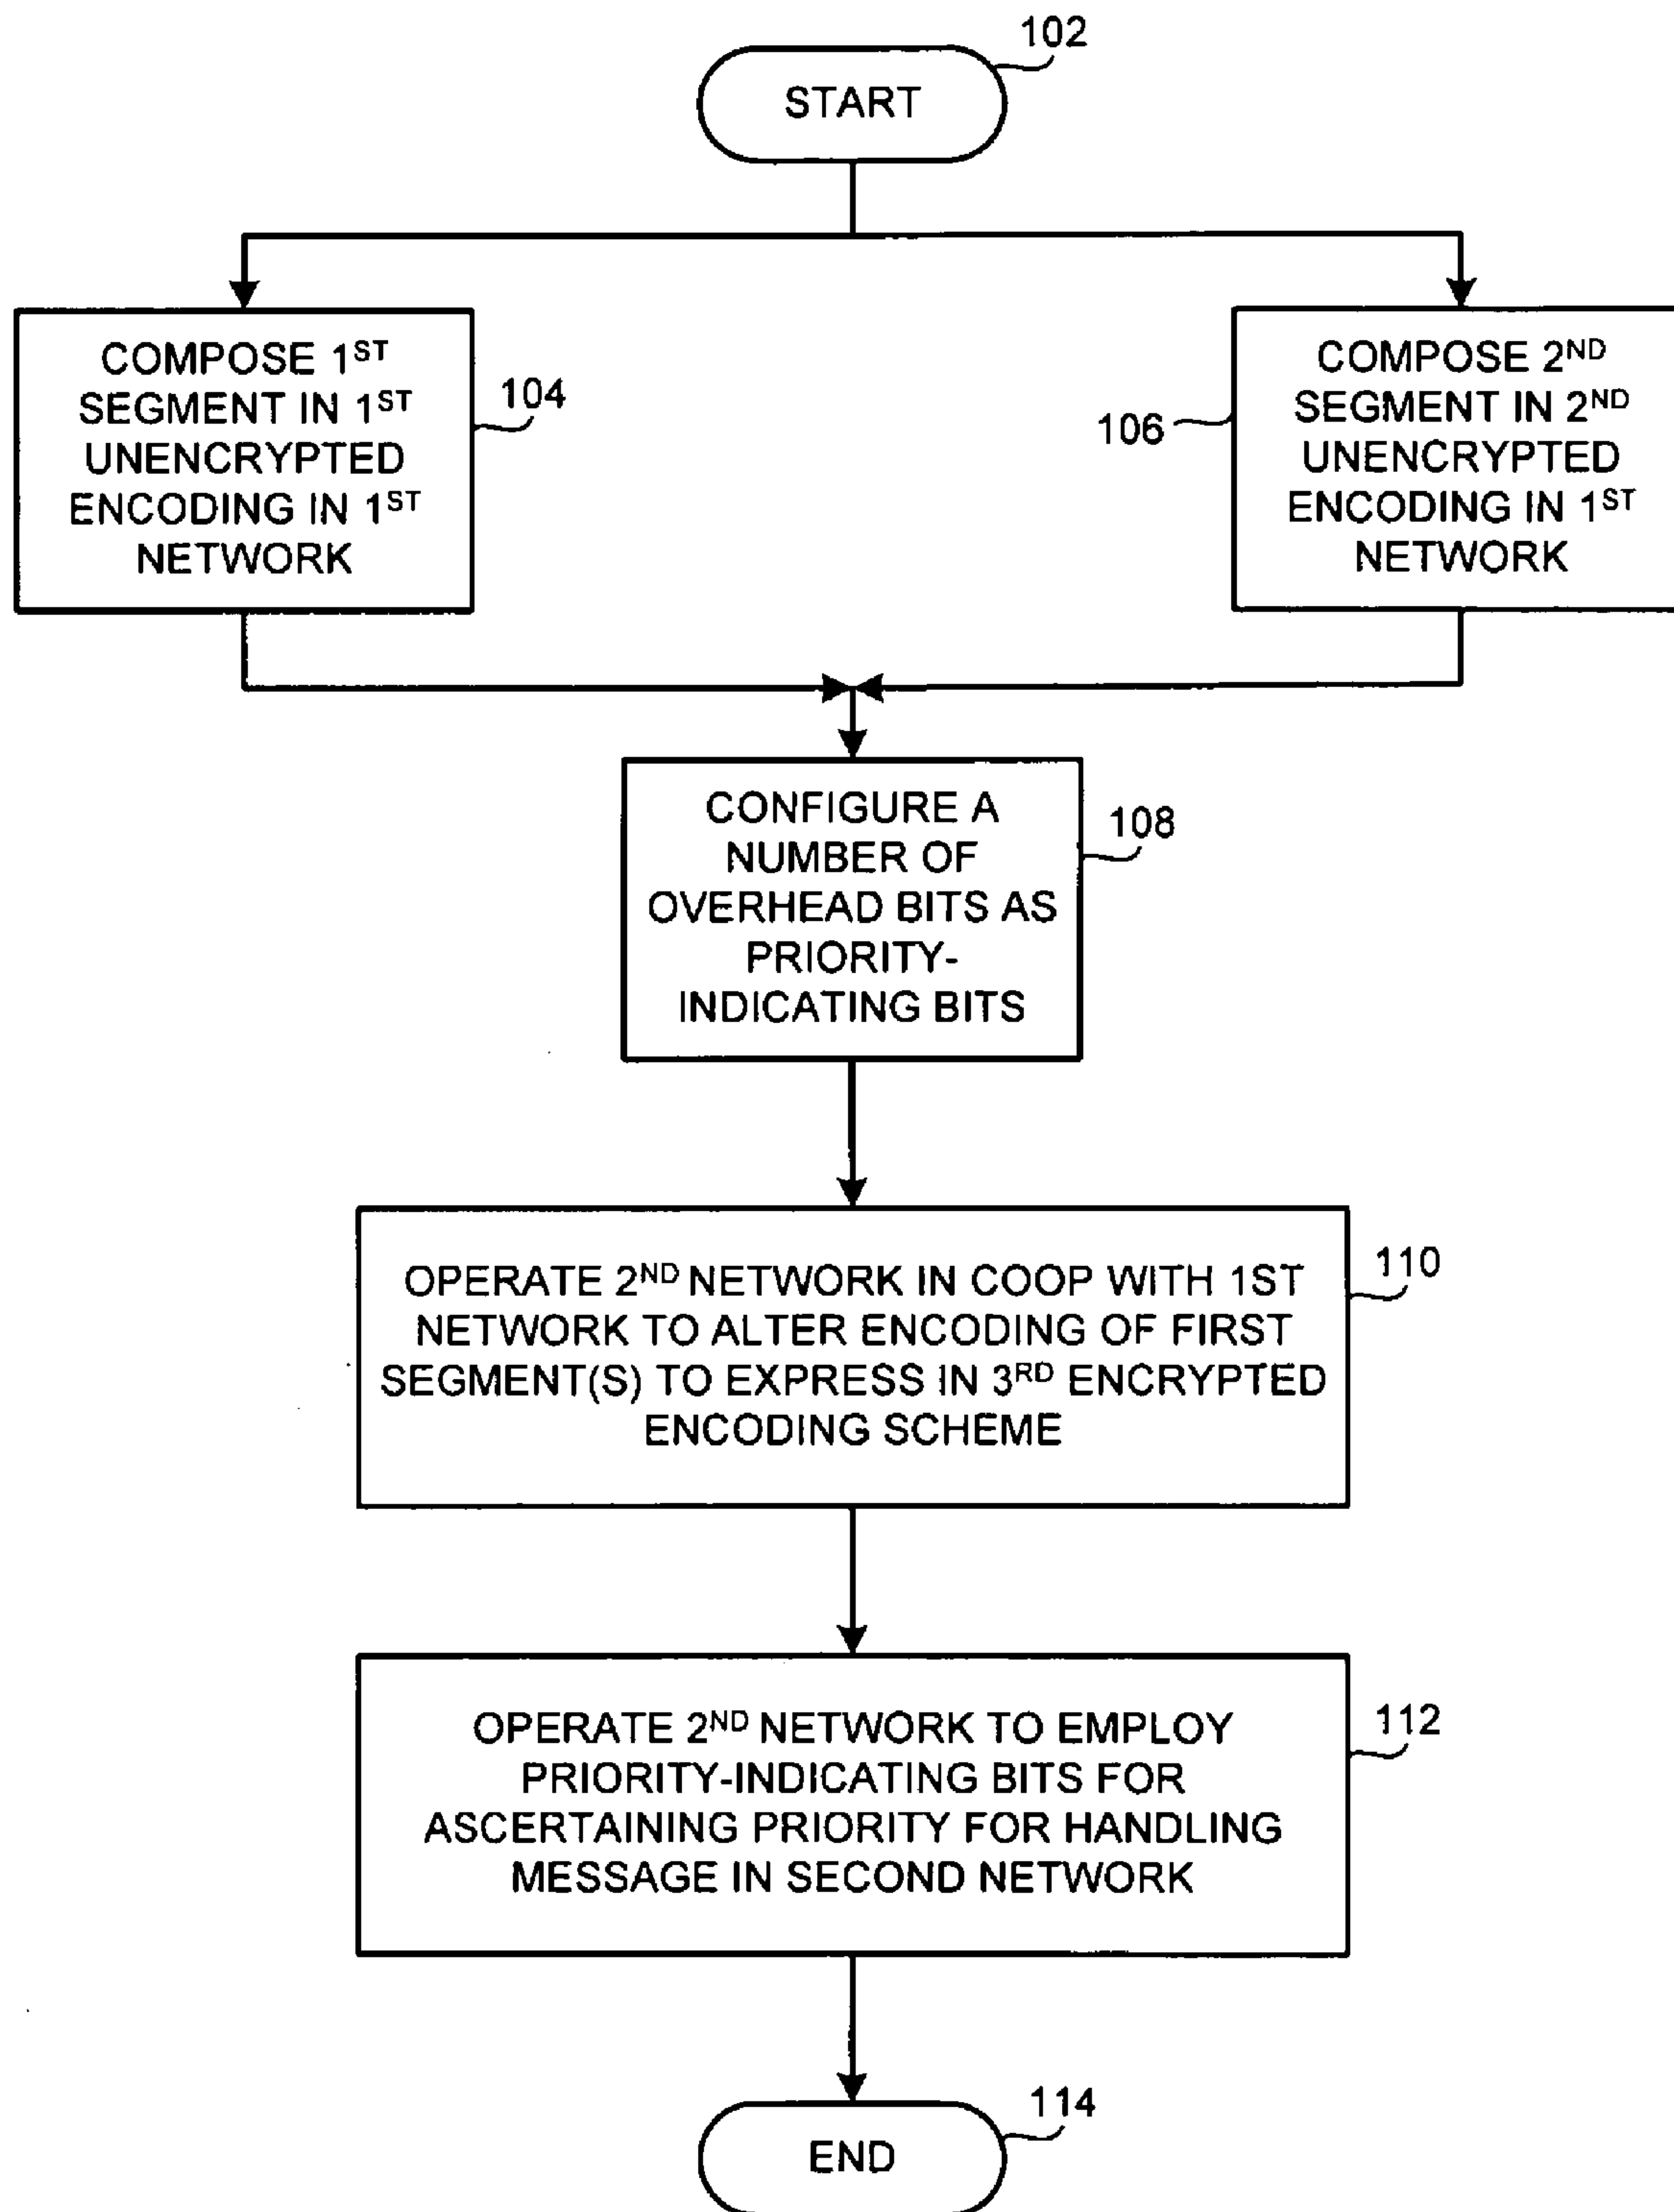 102
START
COMPOSE 1ST
SEGMENT IN 1ST
UNENCRYPTED
ENCODING IN 1ST
NETWORK
104
COMPOSE 2ND
SEGMENT IN 2ND
UNENCRYPTED
ENCODING IN 1ST
NETWORK
106
CONFIGURE A
NUMBER OF
OVERHEAD BITS AS
PRIORITY-
INDICATING BITS
108
OPERATE 2ND NETWORK IN COOP WITH 1ST
NETWORK TO ALTER ENCODING OF FIRST
SEGMENT(S) TO EXPRESS IN 3RD ENCRYPTED
ENCODING SCHEME
110
OPERATE 2ND NETWORK TO EMPLOY
PRIORITY-INDICATING BITS FOR
ASCERTAINING PRIORITY FOR HANDLING
MESSAGE IN SECOND NETWORK
112
114
END